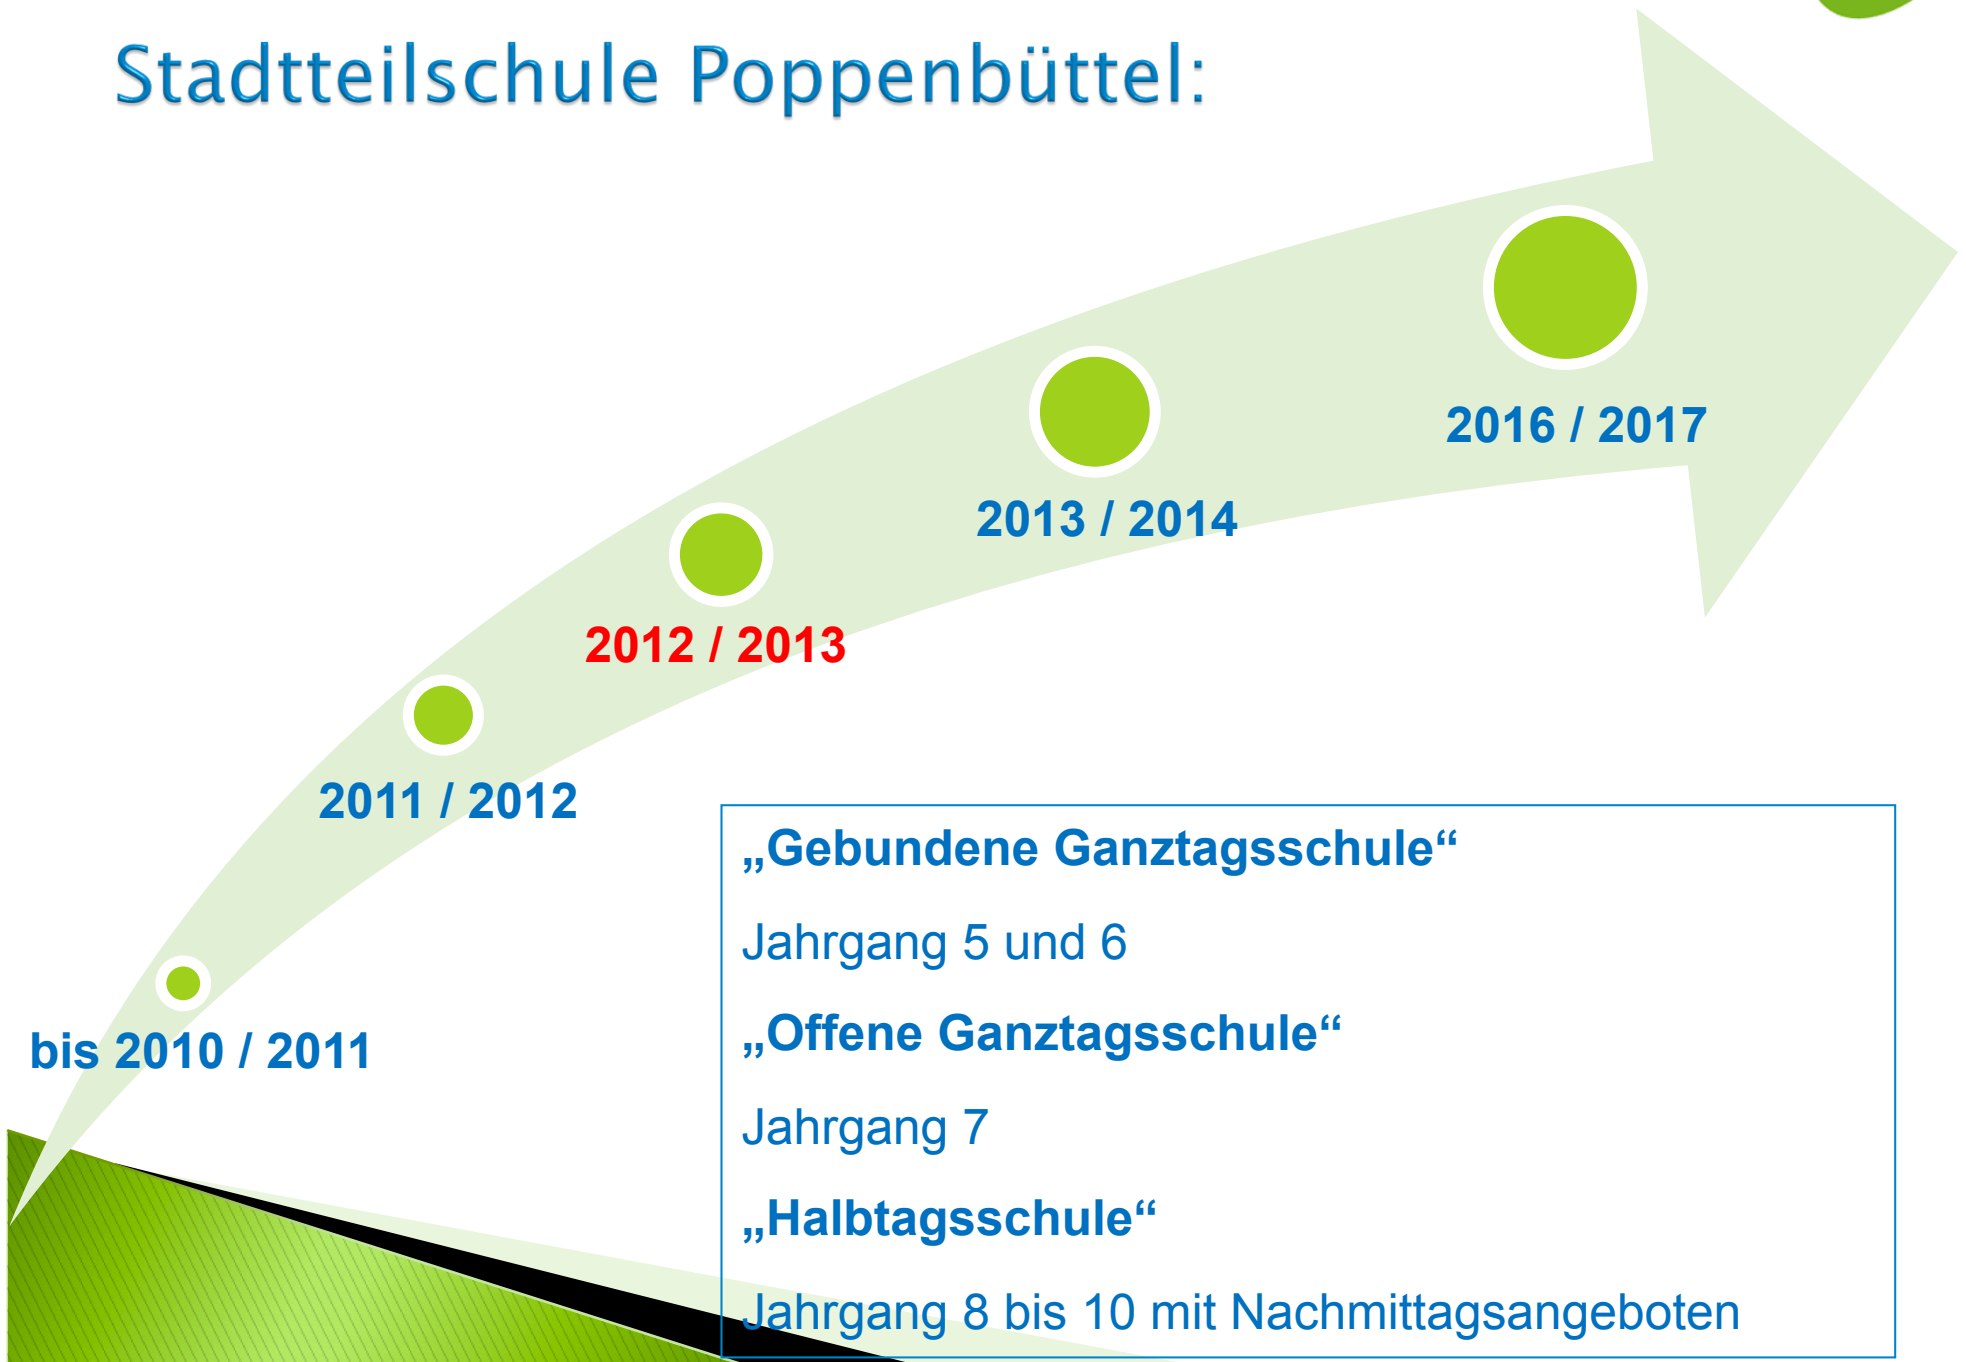 Stadtteilschule Poppenbüttel:
2016 / 2017
2013 / 2014
2012 / 2013
2011 / 2012
bis 2010 / 2011
„Gebundene Ganztagsschule“
Jahrgang 5 und 6
„Offene Ganztagsschule“
Jahrgang 7
„Halbtagsschule“
Jahrgang 8 bis 10 mit Nachmittagsangeboten